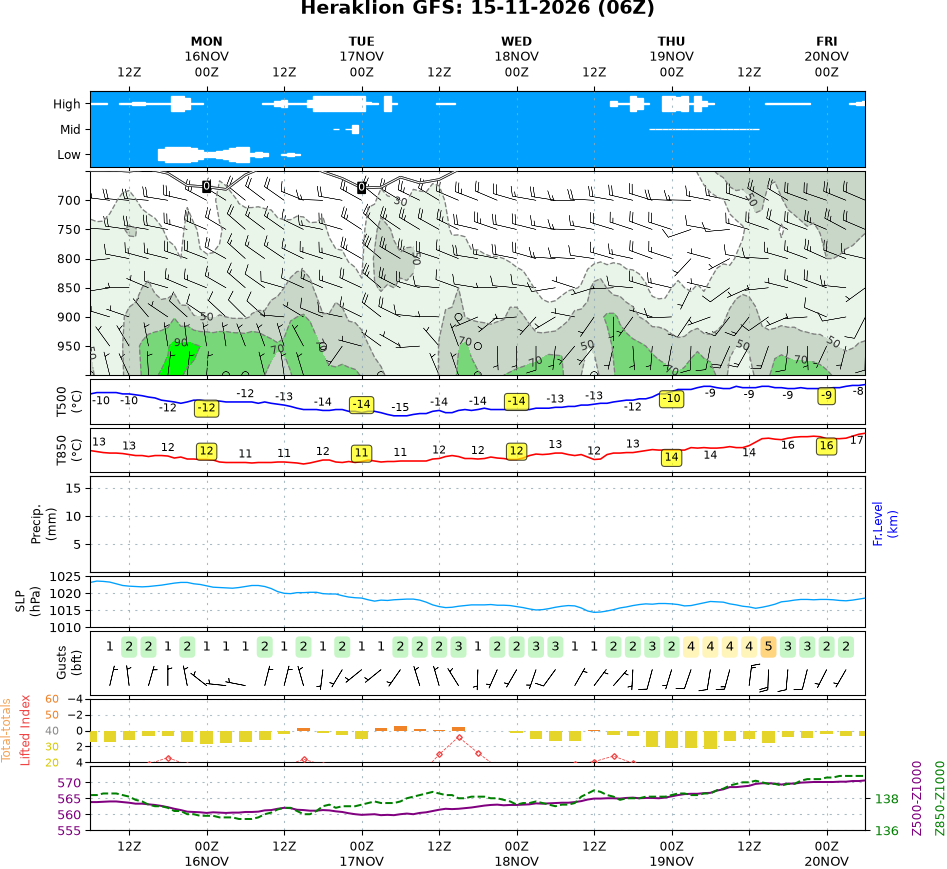 Heraklion GFS: 15-11-2026 (06Z)
MON TUE WED THU FRI
16NOV 17NOV 18NOV 19NOV 20NOV
12Z 00Z 12Z 00Z 12Z 00Z 12Z 00Z 12Z 00Z
High
Mid
Low
0 0
30 50
700
750
800 50
850
900 50
950 90 70 70 70 70 50 70 50
T500 (°C)
-10 -10 -12 -12 -12 -13 -14 -14 -15 -14 -14 -14 -13 -13 -12 -10 -9 -9 -9 -9 -8
T850 (°C)
13 13 12 12 11 11 12 11 11 12 12 12 13 12 13 14 14 14 16 16 17
Precip. (mm)
15
10
5
Fr.Level (km)
SLP (hPa)
1025
1020
1015
1010
Gusts (bft)
1 2 2 1 2 1 1 1 2 1 2 1 2 1 1 2 2 2 3 1 2 2 3 3 1 1 2 2 3 2 4 4 4 4 5 3 3 2 2
Total-totals
Lifted Index
60 −4
50 −2
40 0
30 2
20 4
570
565
560
555
138
136
Z500-Z1000
Z850-Z1000
12Z 00Z 12Z 00Z 12Z 00Z 12Z 00Z 12Z 00Z
16NOV 17NOV 18NOV 19NOV 20NOV